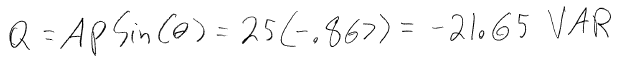 Q = AP Sin(θ) = 25(-.867) = -21.65 VAR